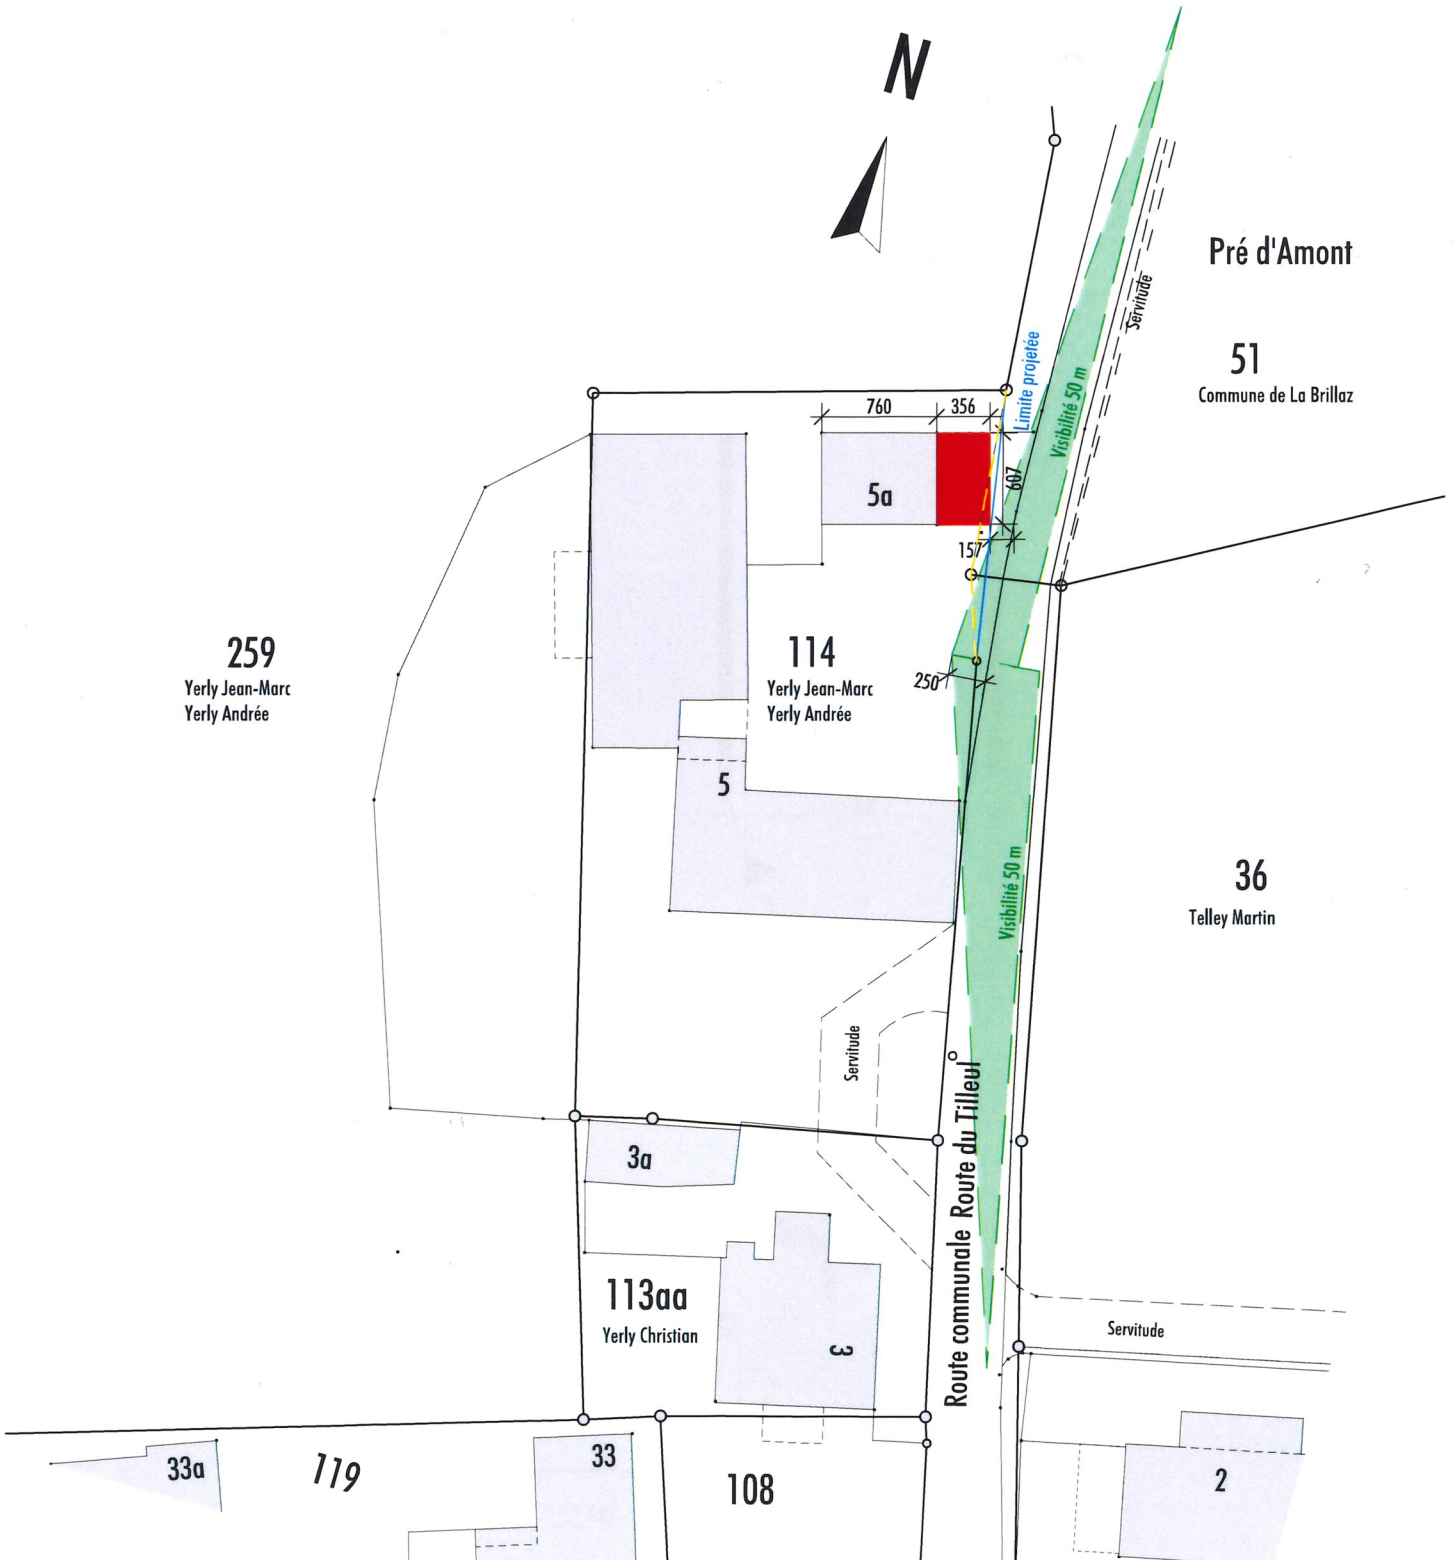 N
Pré d'Amont
Servitude
51
Commune de La Brillaz
Limite projetée
Visibilité 50 m
760
356
5a
607
157
259
Yerly Jean-Marc
Yerly Andrée
114
Yerly Jean-Marc
Yerly Andrée
250
5
Visibilité 50 m
36
Telley Martin
Servitude
Route communale Route du Tilleul
3a
113aa
Yerly Christian
3
Servitude
33a
119
33
108
2